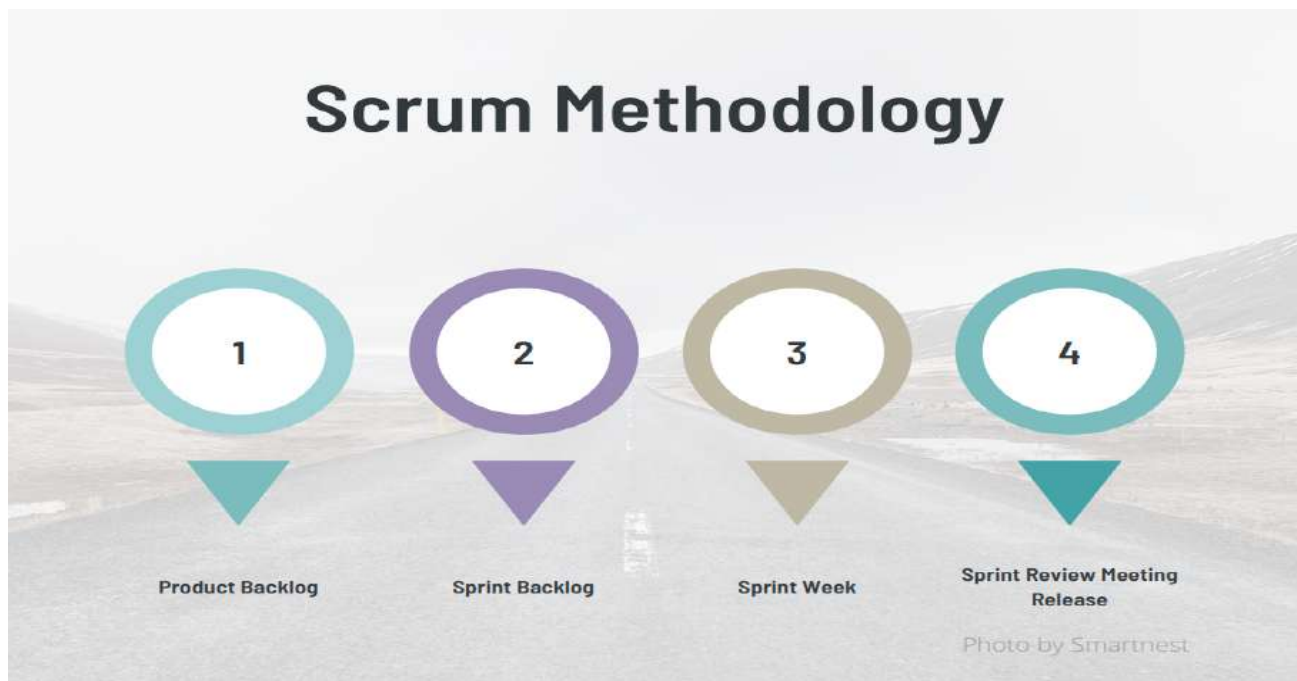 Scrum Methodology
1
2
3
4
Product Backlog
Sprint Backlog
Sprint Week
Sprint Review Meeting
Release
Photo by Smartnest